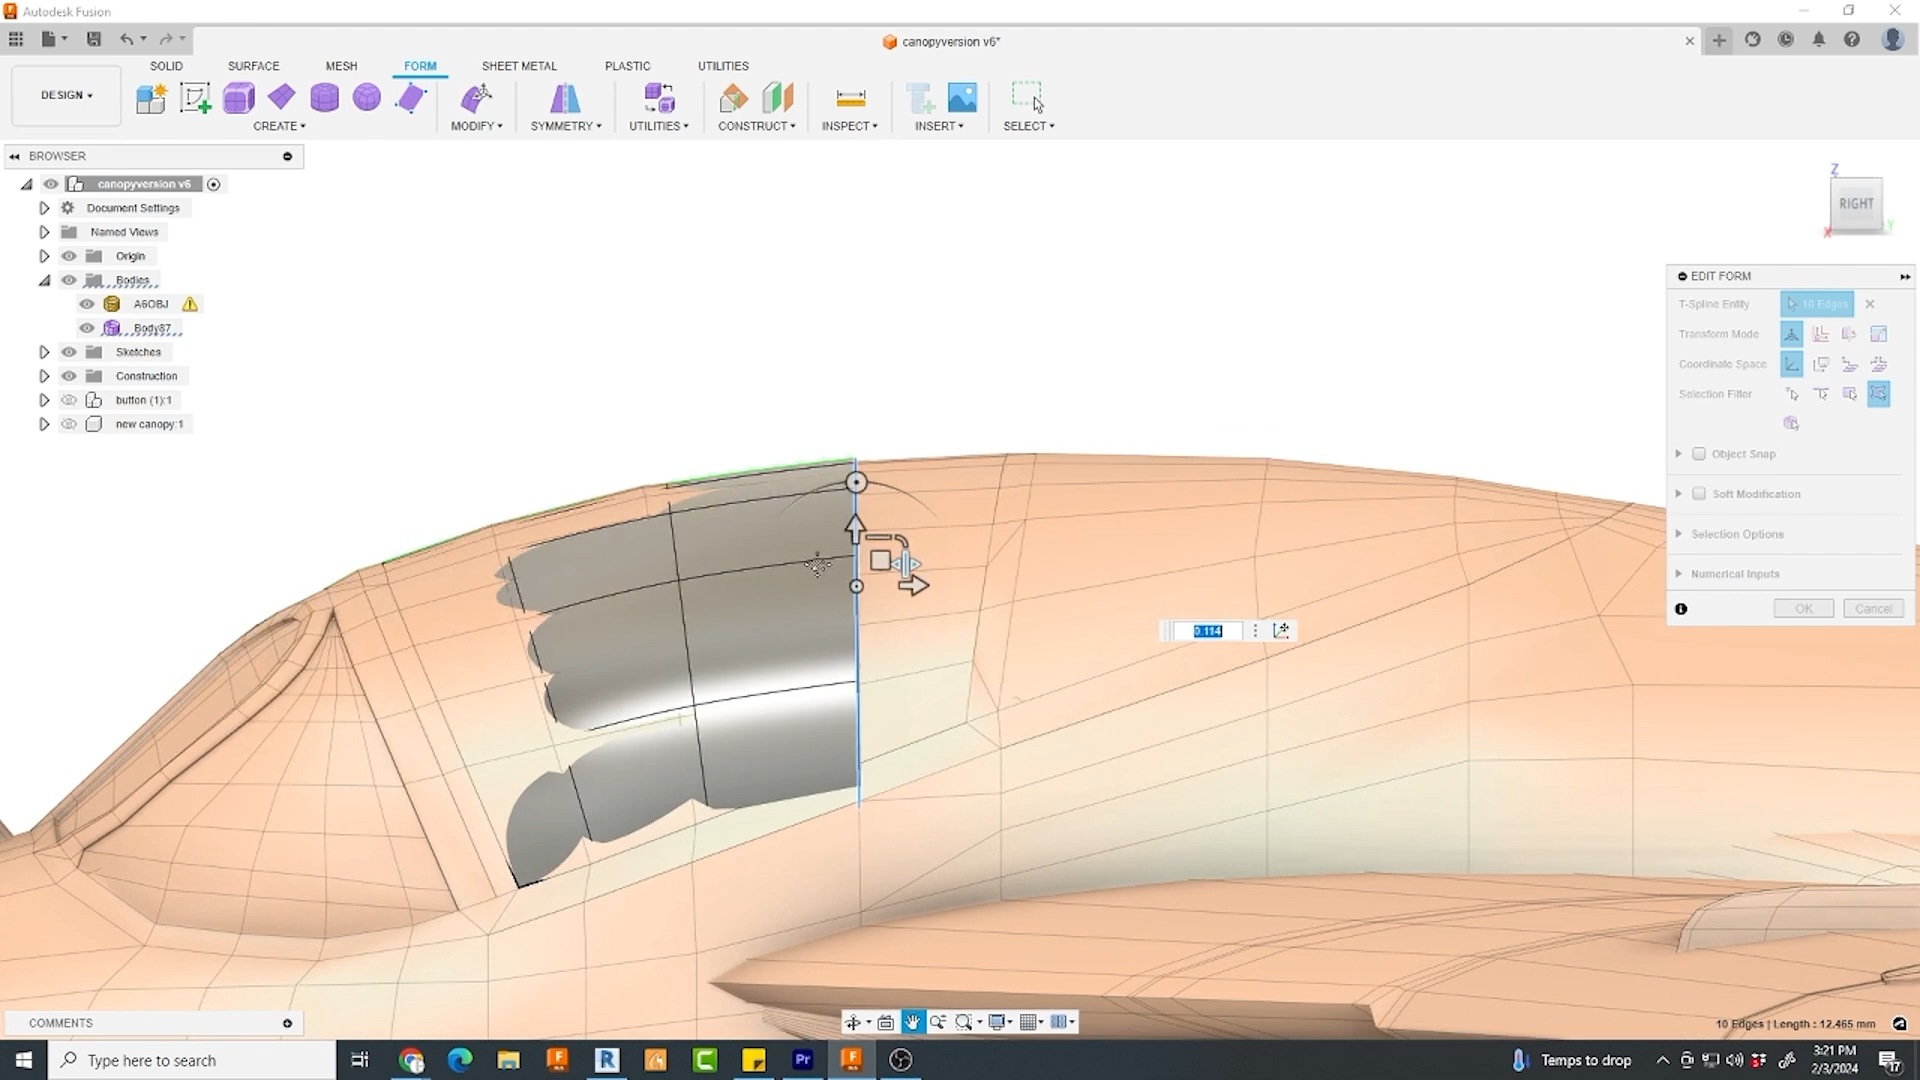 Autodesk Fusion
canopyversion v6*
SOLID SURFACE MESH FORM SHEET METAL PLASTIC UTILITIES
DESIGN
CREATE MODIFY SYMMETRY UTILITIES CONSTRUCT INSPECT INSERT SELECT
BROWSER
canopyversion v6
Document Settings
Named Views
Origin
Bodies
A6OBJ
Body87
Sketches
Construction
button (1):1
new canopy:1
Z
RIGHT
X
Y
EDIT FORM
T-Spline Entity 10 Edges
Transform Mode
Coordinate Space
Selection Filter
Object Snap
Soft Modification
Selection Options
Numerical Inputs
OK Cancel
0.114
COMMENTS
10 Edges | Length : 12.465 mm
Type here to search
Temps to drop
3:21 PM
2/3/2024
17